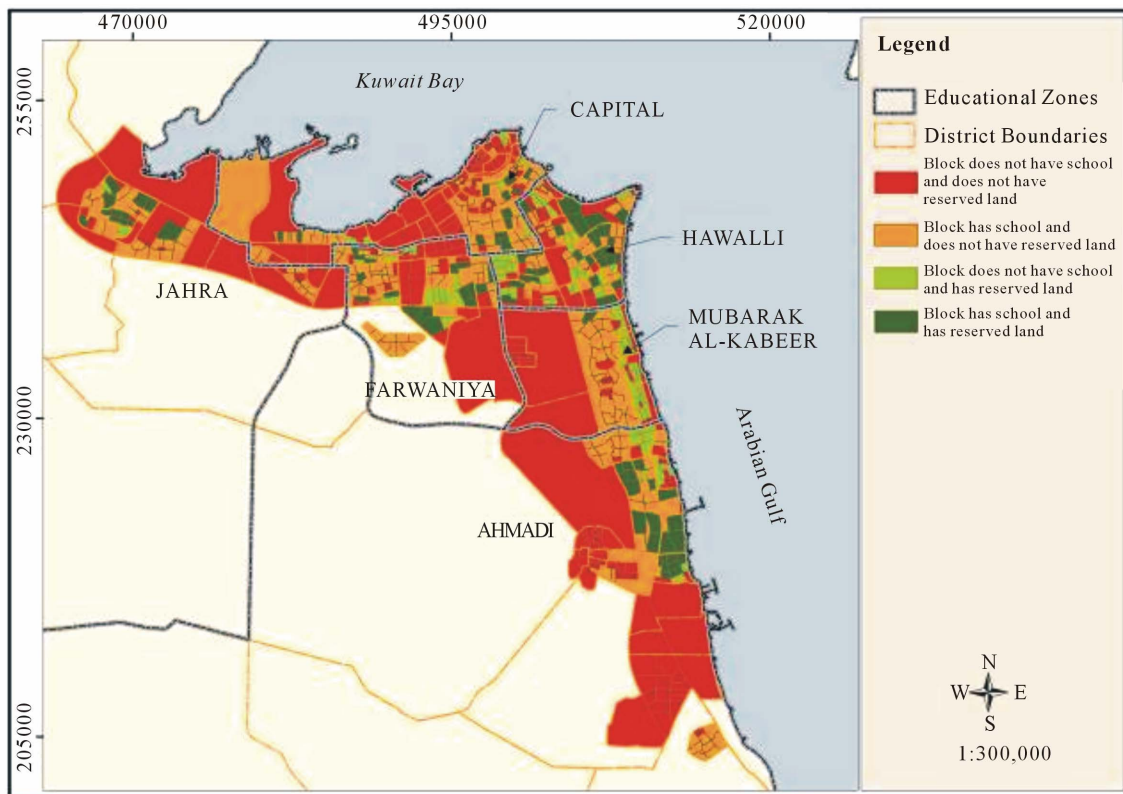 470000
495000
520000
255000
230000
205000
Kuwait Bay
CAPITAL
HAWALLI
MUBARAK
AL-KABEER
JAHRA
FARWANIYA
AHMADI
Arabian Gulf
Legend
Educational Zones
District Boundaries
Block does not have school
and does not have
reserved land
Block has school and
does not have reserved land
Block does not have school
and has reserved land
Block has school and
has reserved land
N
W E
S
1:300,000